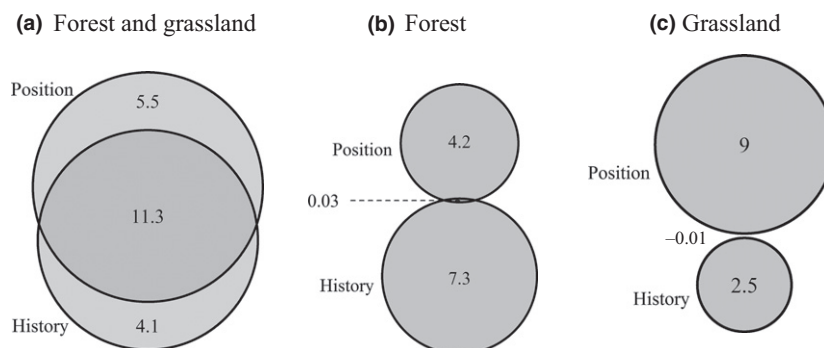 (a) Forest and grassland
Position
5.5
11.3
History
4.1
(b) Forest
Position
4.2
0.03
History
7.3
(c) Grassland
Position
9
–0.01
History
2.5